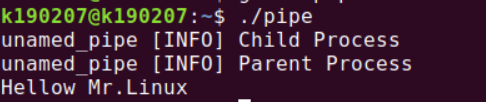 k190207@k190207:~$ ./pipe
unamed_pipe [INFO] Child Process
unamed_pipe [INFO] Parent Process
Hellow Mr.Linux